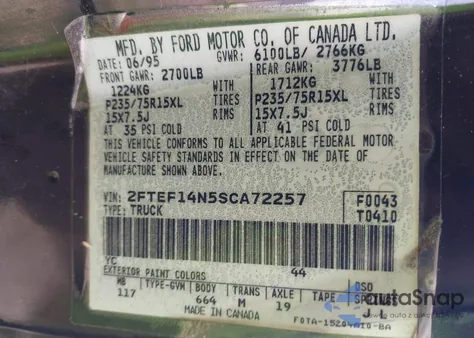 MFD. BY FORD MOTOR CO. OF CANADA LTD.
DATE: 06/95 GVWR: 6100LB/ 2766KG
FRONT GAWR: 2700LB REAR GAWR: 3776LB
1224KG 1712KG
P235/75R15XL TIRES P235/75R15XL TIRES
15X7.5J RIMS 15X7.5J RIMS
AT 35 PSI COLD AT 41 PSI COLD
THIS VEHICLE CONFORMS TO ALL APPLICABLE FEDERAL MOTOR
VEHICLE SAFETY STANDARDS IN EFFECT ON THE DATE OF
MANUFACTURE SHOWN ABOVE.
VIN: 2FTEF14N5SCA72257 F0043
TYPE: TRUCK T0410
YC 44
EXTERIOR PAINT COLORS DSO
WB TYPE-GVW BODY TRANS AXLE TAPE
117 664 M 19
MADE IN CANADA
autoSnap